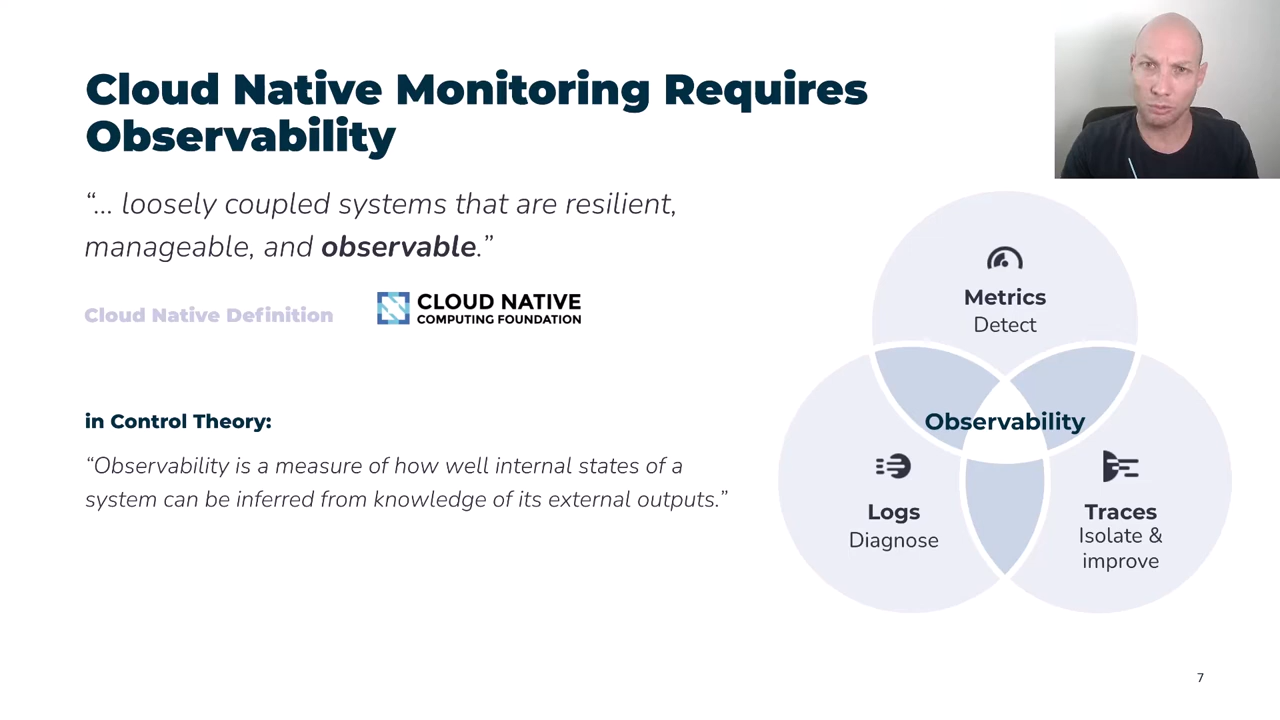 Cloud Native Monitoring Requires
Observability
“... loosely coupled systems that are resilient,
manageable, and observable.”
Cloud Native Definition
CLOUD NATIVE
COMPUTING FOUNDATION
in Control Theory:
“Observability is a measure of how well internal states of a
system can be inferred from knowledge of its external outputs.”
Metrics
Detect
Observability
Logs
Diagnose
Traces
Isolate &
improve
7